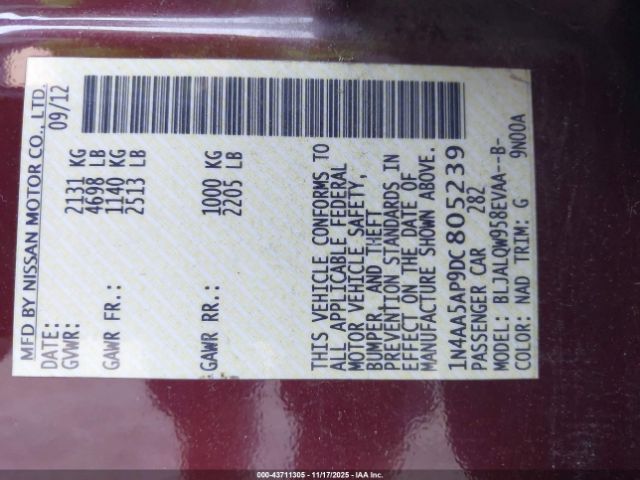 MFD BY NISSAN MOTOR CO., LTD.
DATE: 09/12
GVWR: 2131 KG
4698 LB
GAWR FR.: 1140 KG
2513 LB
GAWR RR.: 1000 KG
2205 LB
THIS VEHICLE CONFORMS TO
ALL APPLICABLE FEDERAL
MOTOR VEHICLE SAFETY,
BUMPER, AND THEFT
PREVENTION STANDARDS IN
EFFECT ON THE DATE OF
MANUFACTURE SHOWN ABOVE.
1N4AA5AP9DC805239
PASSENGER CAR 282
MODEL: BLJALQW958EVAA--B-
COLOR: NAD TRIM: G 9N00A
000-43711305 - 11/17/2025 - IAA Inc.